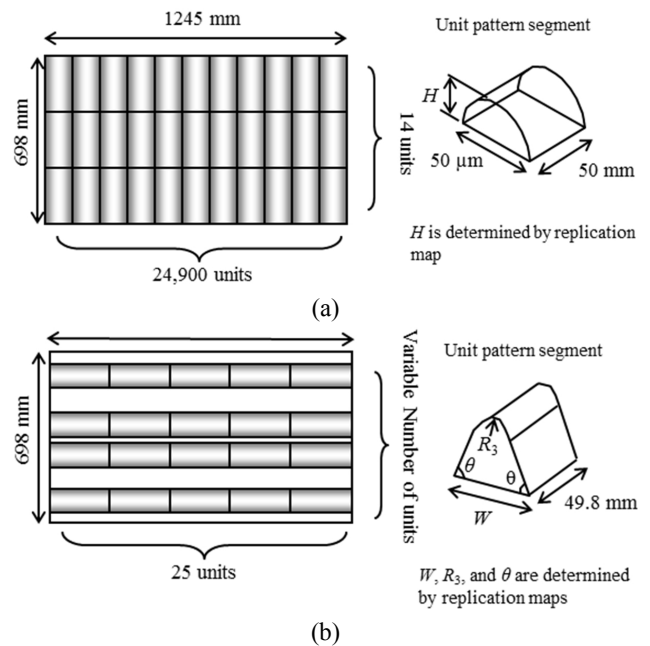 1245 mm
Unit pattern segment
698 mm
14 units
H
50 µm
50 mm
H is determined by replication
map
24,900 units
(a)
698 mm
Variable Number of units
Unit pattern segment
R3
θ
θ
W
49.8 mm
25 units
W, R3, and θ are determined
by replication maps
(b)